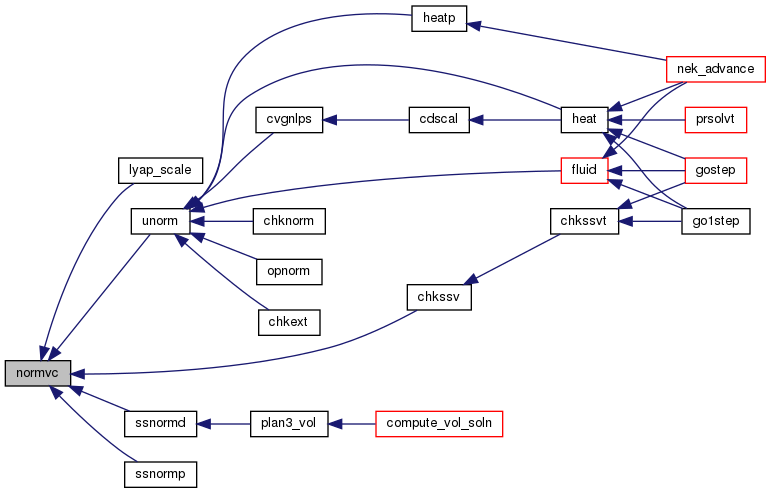 heatp
nek_advance
cvgnlps
cdscal
heat
prsolvt
lyap_scale
fluid
gostep
unorm
chknorm
chkssvt
go1step
opnorm
chkssv
chkext
normvc
ssnormd
plan3_vol
compute_vol_soln
ssnormp